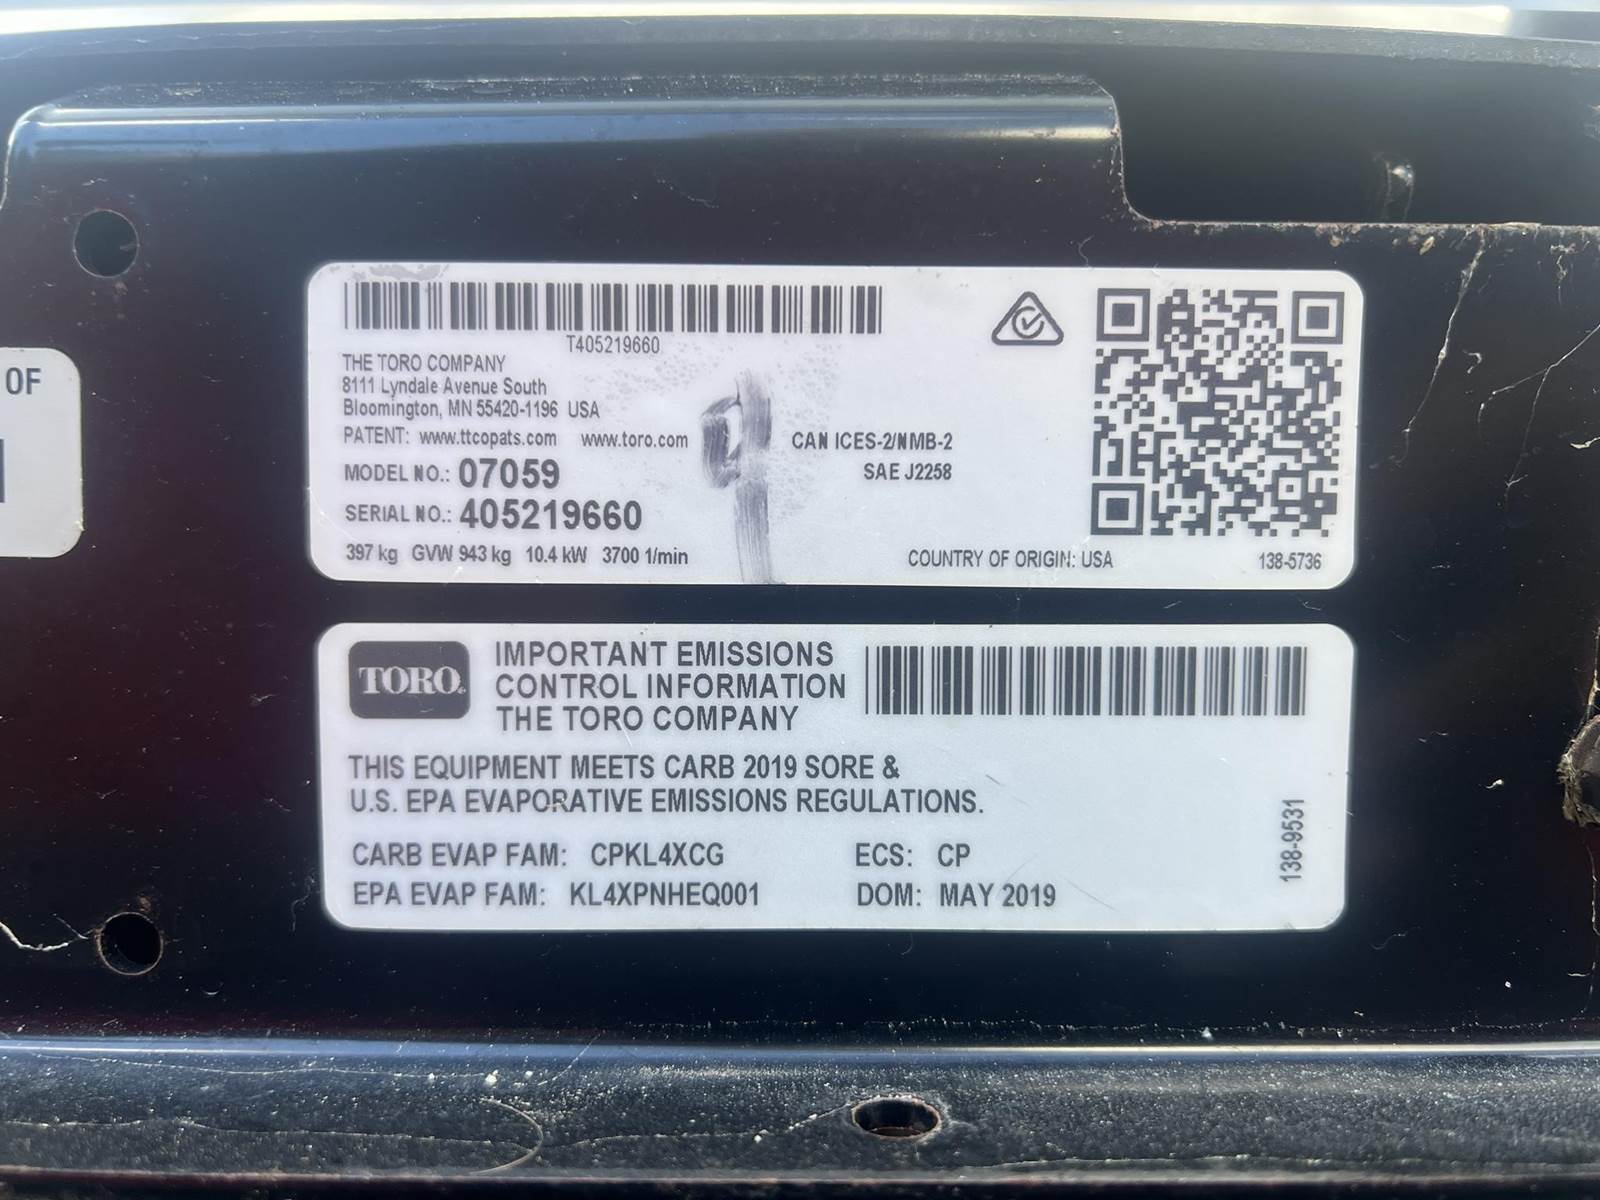 OF
T405219660
THE TORO COMPANY
8111 Lyndale Avenue South
Bloomington, MN 55420-1196 USA
PATENT: www.ttcopats.com www.toro.com
CAN ICES-2/NMB-2
MODEL NO.: 07059
SAE J2258
SERIAL NO.: 405219660
397 kg GVW 943 kg 10.4 kW 3700 1/min
COUNTRY OF ORIGIN: USA
138-5736
TORO
IMPORTANT EMISSIONS
CONTROL INFORMATION
THE TORO COMPANY
THIS EQUIPMENT MEETS CARB 2019 SORE &
U.S. EPA EVAPORATIVE EMISSIONS REGULATIONS.
CARB EVAP FAM: CPKL4XCG ECS: CP
EPA EVAP FAM: KL4XPNHEQ001 DOM: MAY 2019
138-9531